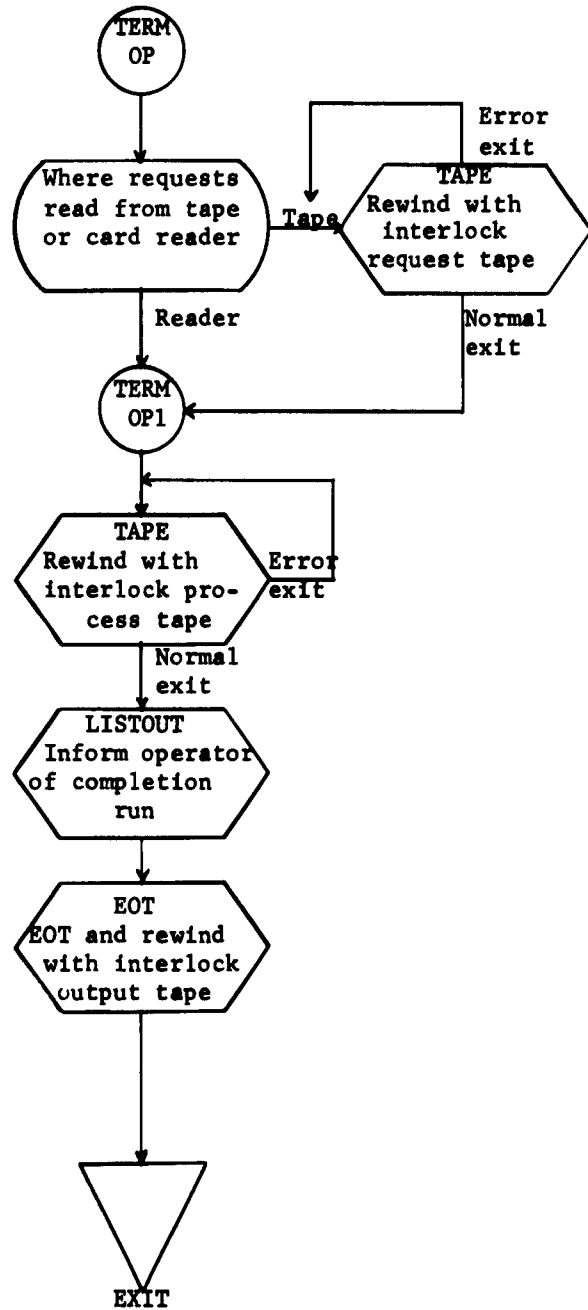 TERM
OP
Where requests
read from tape
or card reader
Tape
Error
exit
TAPE
Rewind with
interlock
request tape
Normal
exit
Reader
TERM
OP1
TAPE
Rewind with
interlock pro-
cess tape
Error
exit
Normal
exit
LISTOUT
Inform operator
of completion
run
EOT
EOT and rewind
with interlock
output tape
EXIT